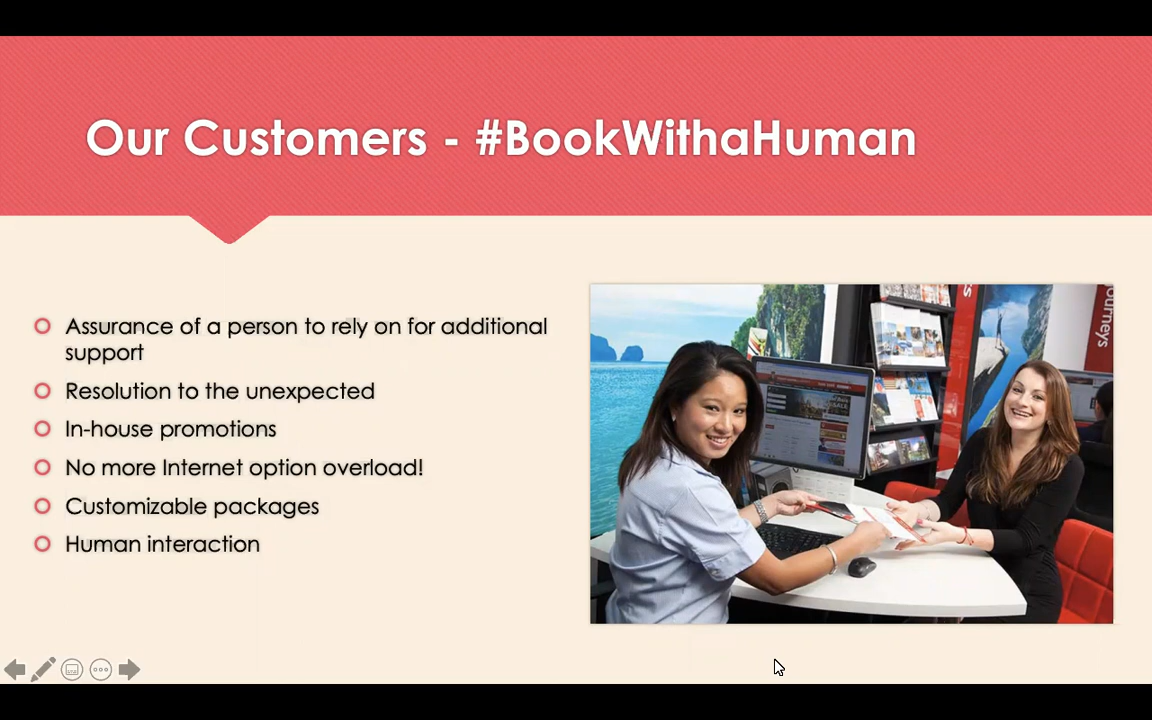 Our Customers - #BookWithaHuman
Assurance of a person to rely on for additional
support
Resolution to the unexpected
In-house promotions
No more Internet option overload!
Customizable packages
Human interaction
ourneys